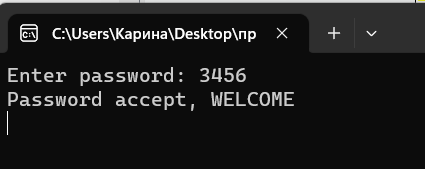 C:\Users\Карина\Desktop\пр
Enter password: 3456
Password accept, WELCOME